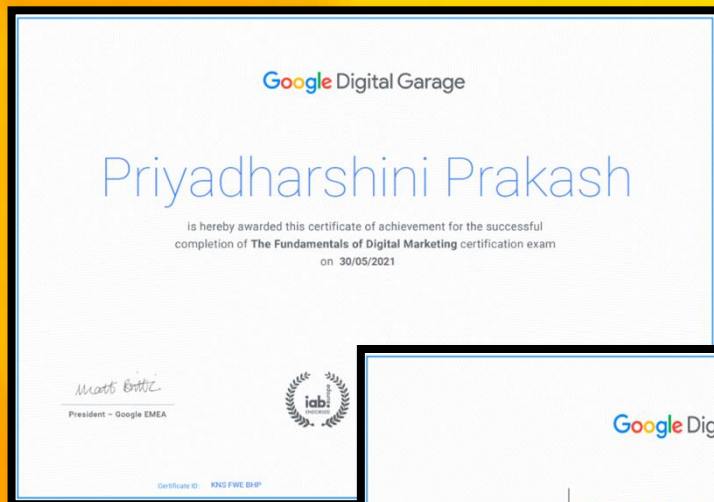 Google Digital Garage
Priyadharshini Prakash
is hereby awarded this certificate of achievement for the successful
completion of The Fundamentals of Digital Marketing certification exam
on 30/05/2021
President – Google EMEA
iab:
europe
ENDORSED
Certificate ID: KNS FWE BHP
Google Dig